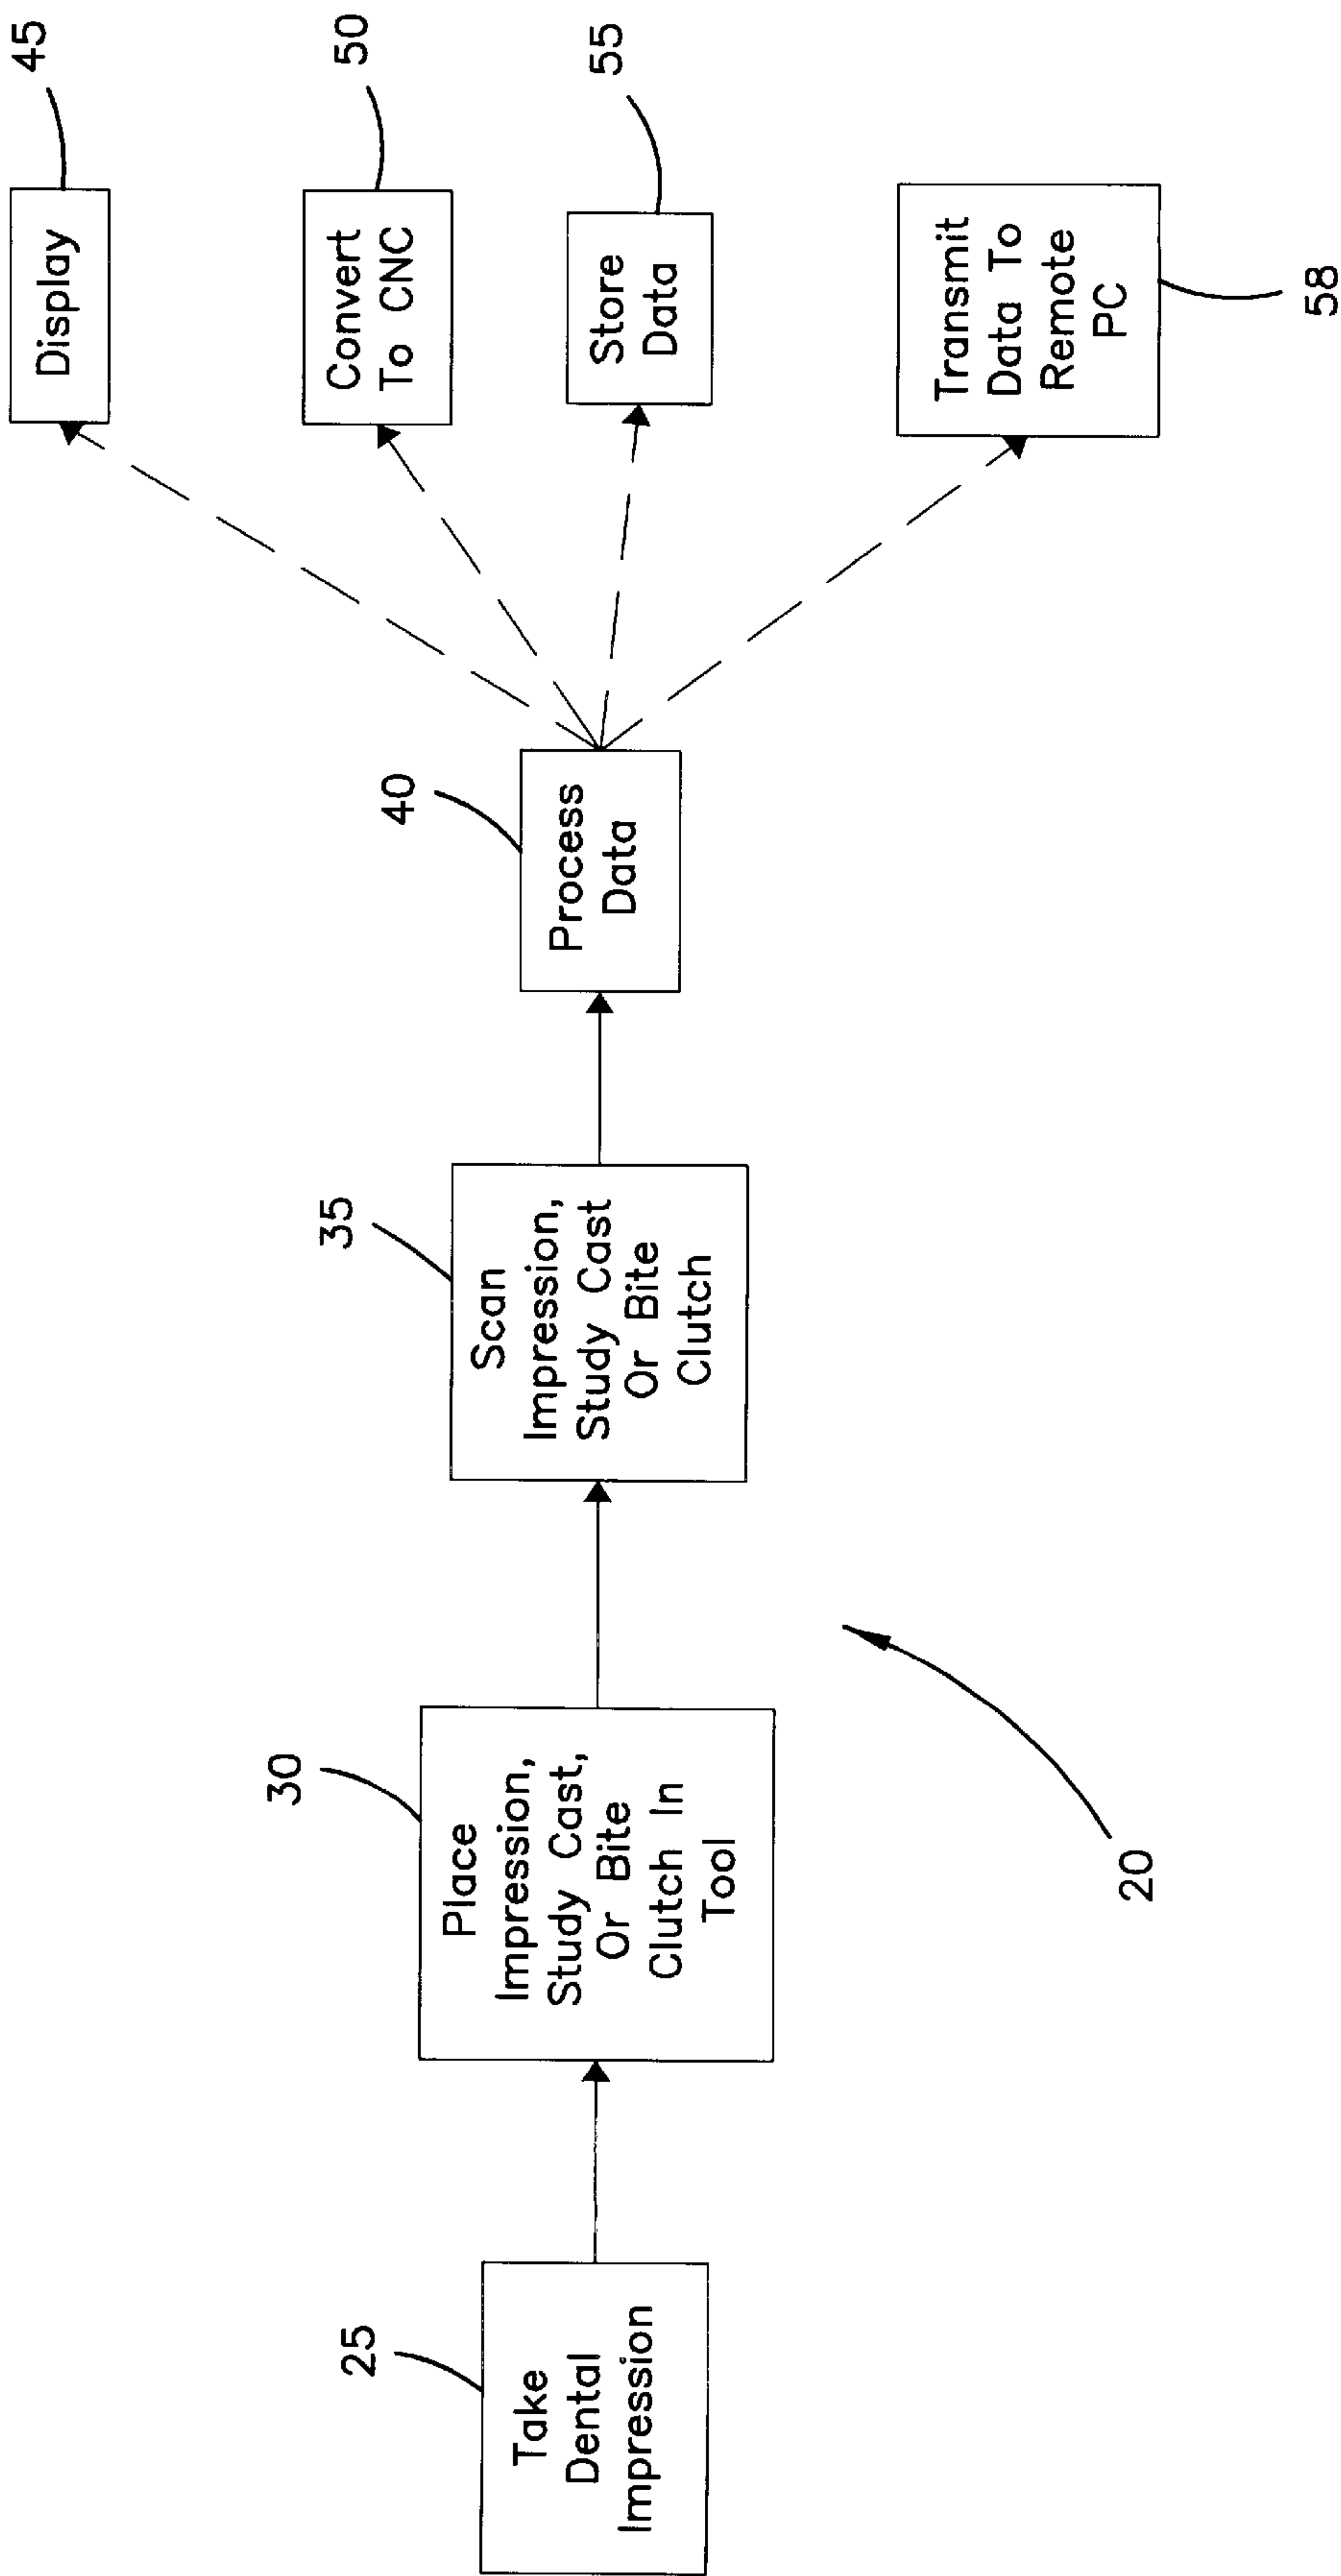 25
Take
Dental
Impression
30
Place
Impression,
Study Cast,
Or Bite
Clutch In
Tool
35
Scan
Impression,
Study Cast
Or Bite
Clutch
40
Process
Data
45
Display
50
Convert
To CNC
55
Store
Data
Transmit
Data To
Remote
PC
58
20